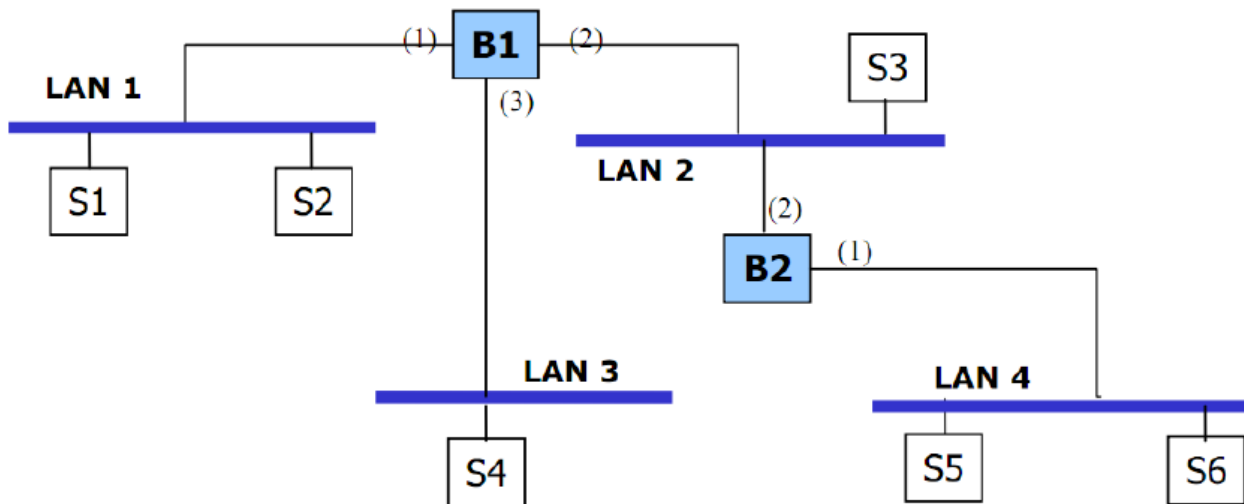 (1) B1 (2)
S3
LAN 1
(3)
S1
S2
LAN 2
(2)
B2 (1)
LAN 3
LAN 4
S4
S5
S6